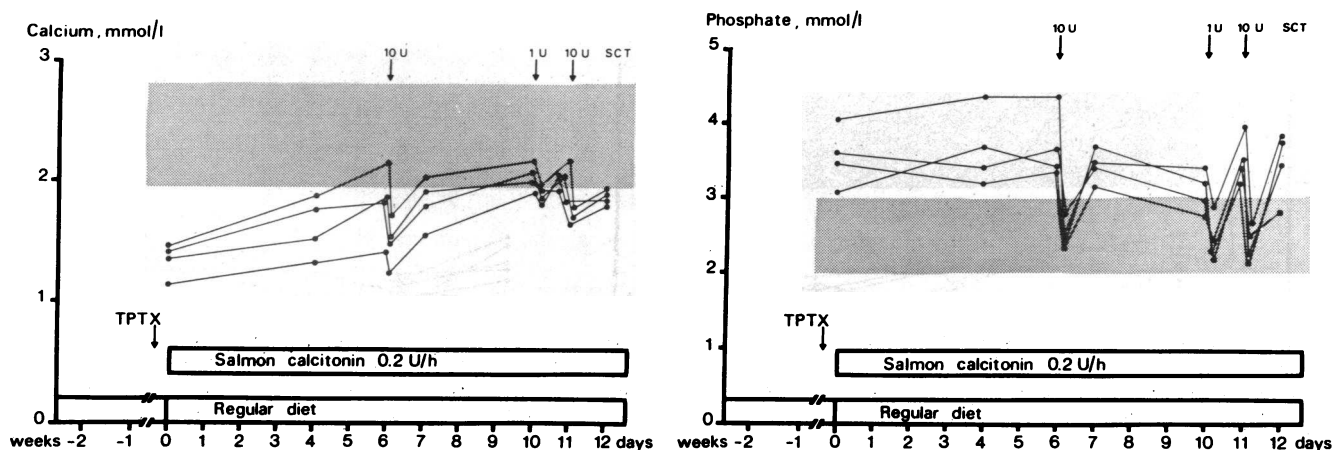 Calcium, mmol/l
3
2
1
0
10 U
1 U
10 U
SCT
TPTX
Salmon calcitonin 0.2 U/h
Regular diet
weeks -2 -1 0 1 2 3 4 5 6 7 8 9 10 11 12 days
Phosphate, mmol/l
5
4
3
2
1
0
10 U
1 U
10 U
SCT
TPTX
Salmon calcitonin 0.2 U/h
Regular diet
weeks -2 -1 0 1 2 3 4 5 6 7 8 9 10 11 12 days